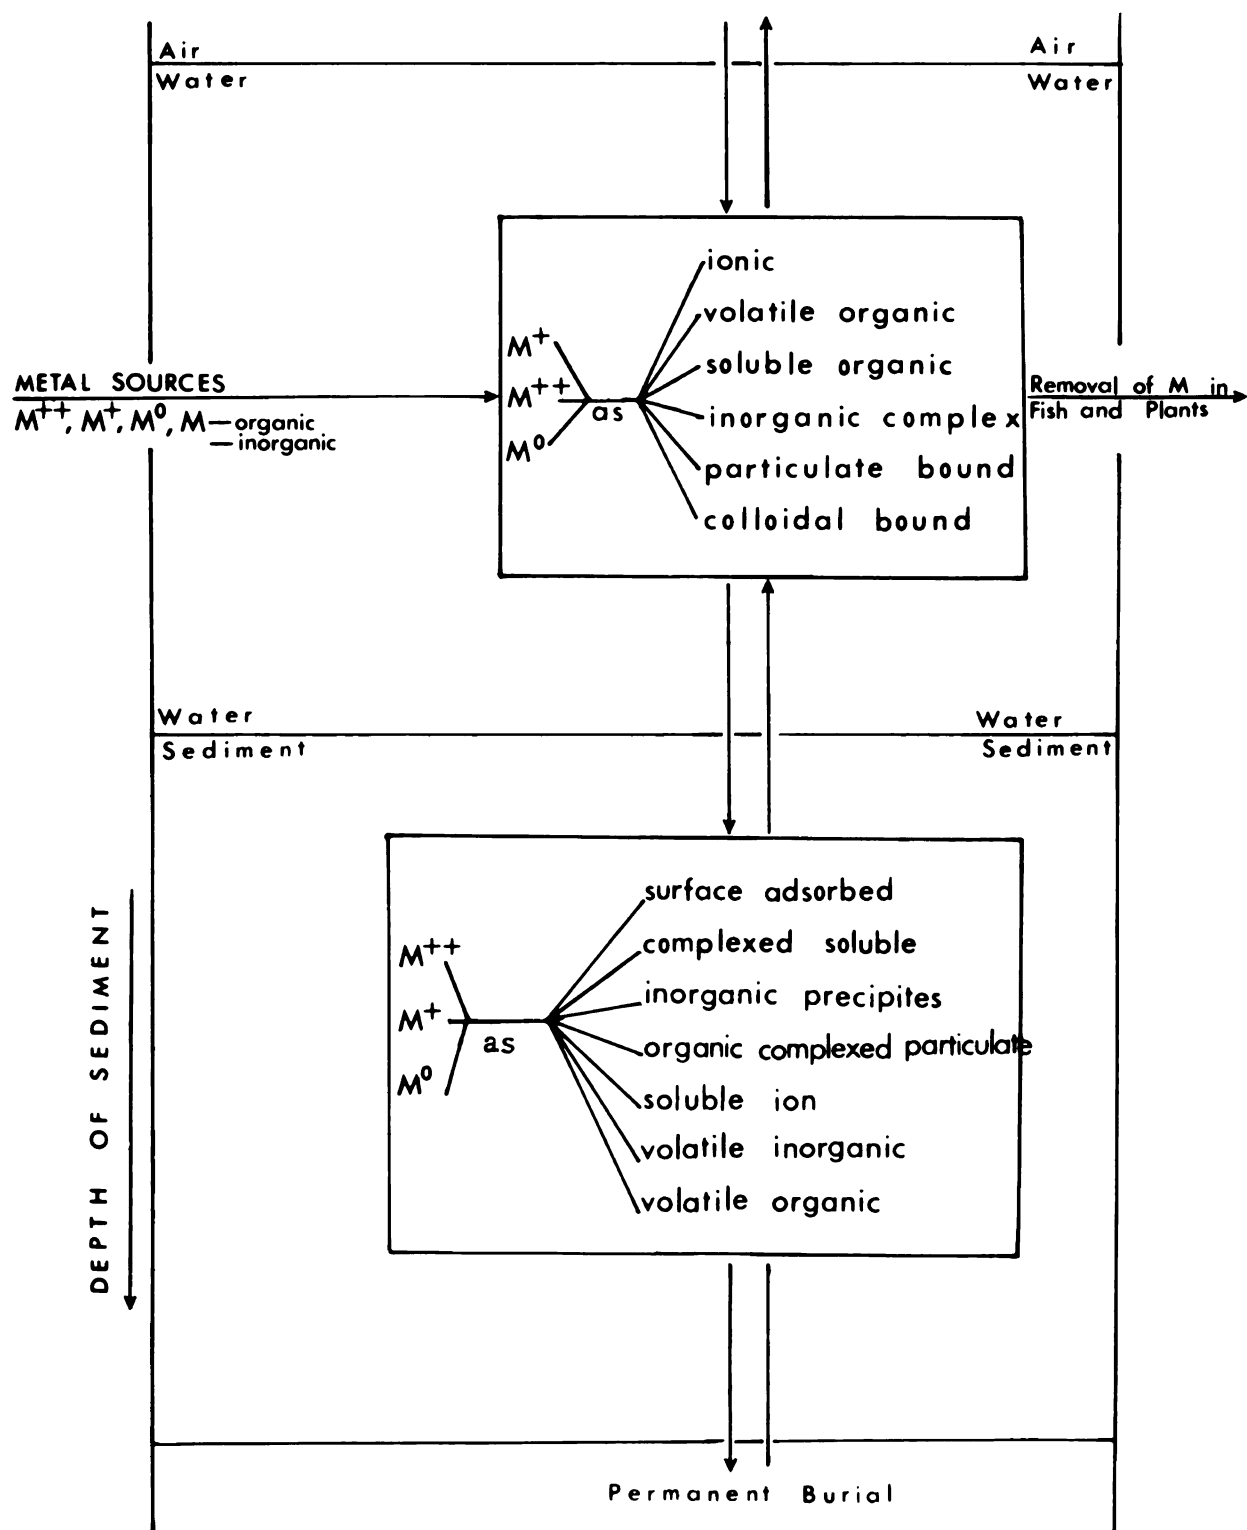 Air
Air
Water
Water
ionic
volatile organic
M⁺
soluble organic
METAL SOURCES
M⁺⁺
as
Removal of M in
M⁺⁺, M⁺, M⁰, M—organic
—inorganic
inorganic complex
Fish and Plants
M⁰
particulate bound
colloidal bound
Water
Water
Sediment
Sediment
surface adsorbed
M⁺⁺
complexed soluble
inorganic precipites
M⁺
as
organic complexed particulate
M⁰
soluble ion
volatile inorganic
volatile organic
DEPTH OF SEDIMENT
Permanent Burial